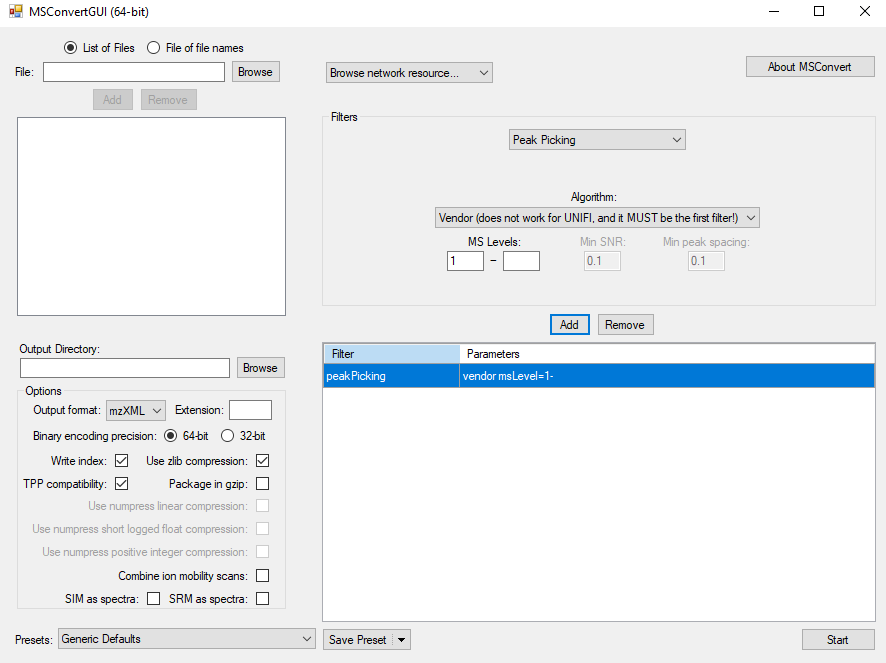 MSConvertGUI (64-bit)
List of Files File of file names
File: Browse Browse network resource... About MSConvert
Add Remove
Filters
Peak Picking
Algorithm:
Vendor (does not work for UNIFI, and it MUST be the first filter!)
MS Levels: Min SNR: Min peak spacing:
1 – 0.1 0.1
Add Remove
Output Directory:
Browse
Options
Output format: mzXML Extension:
Binary encoding precision: 64-bit 32-bit
Write index: Use zlib compression:
TPP compatibility: Package in gzip:
Use numpress linear compression:
Use numpress short logged float compression:
Use numpress positive integer compression:
Combine ion mobility scans:
SIM as spectra: SRM as spectra:
Filter Parameters
peakPicking vendor msLevel=1-
Presets: Generic Defaults Save Preset Start